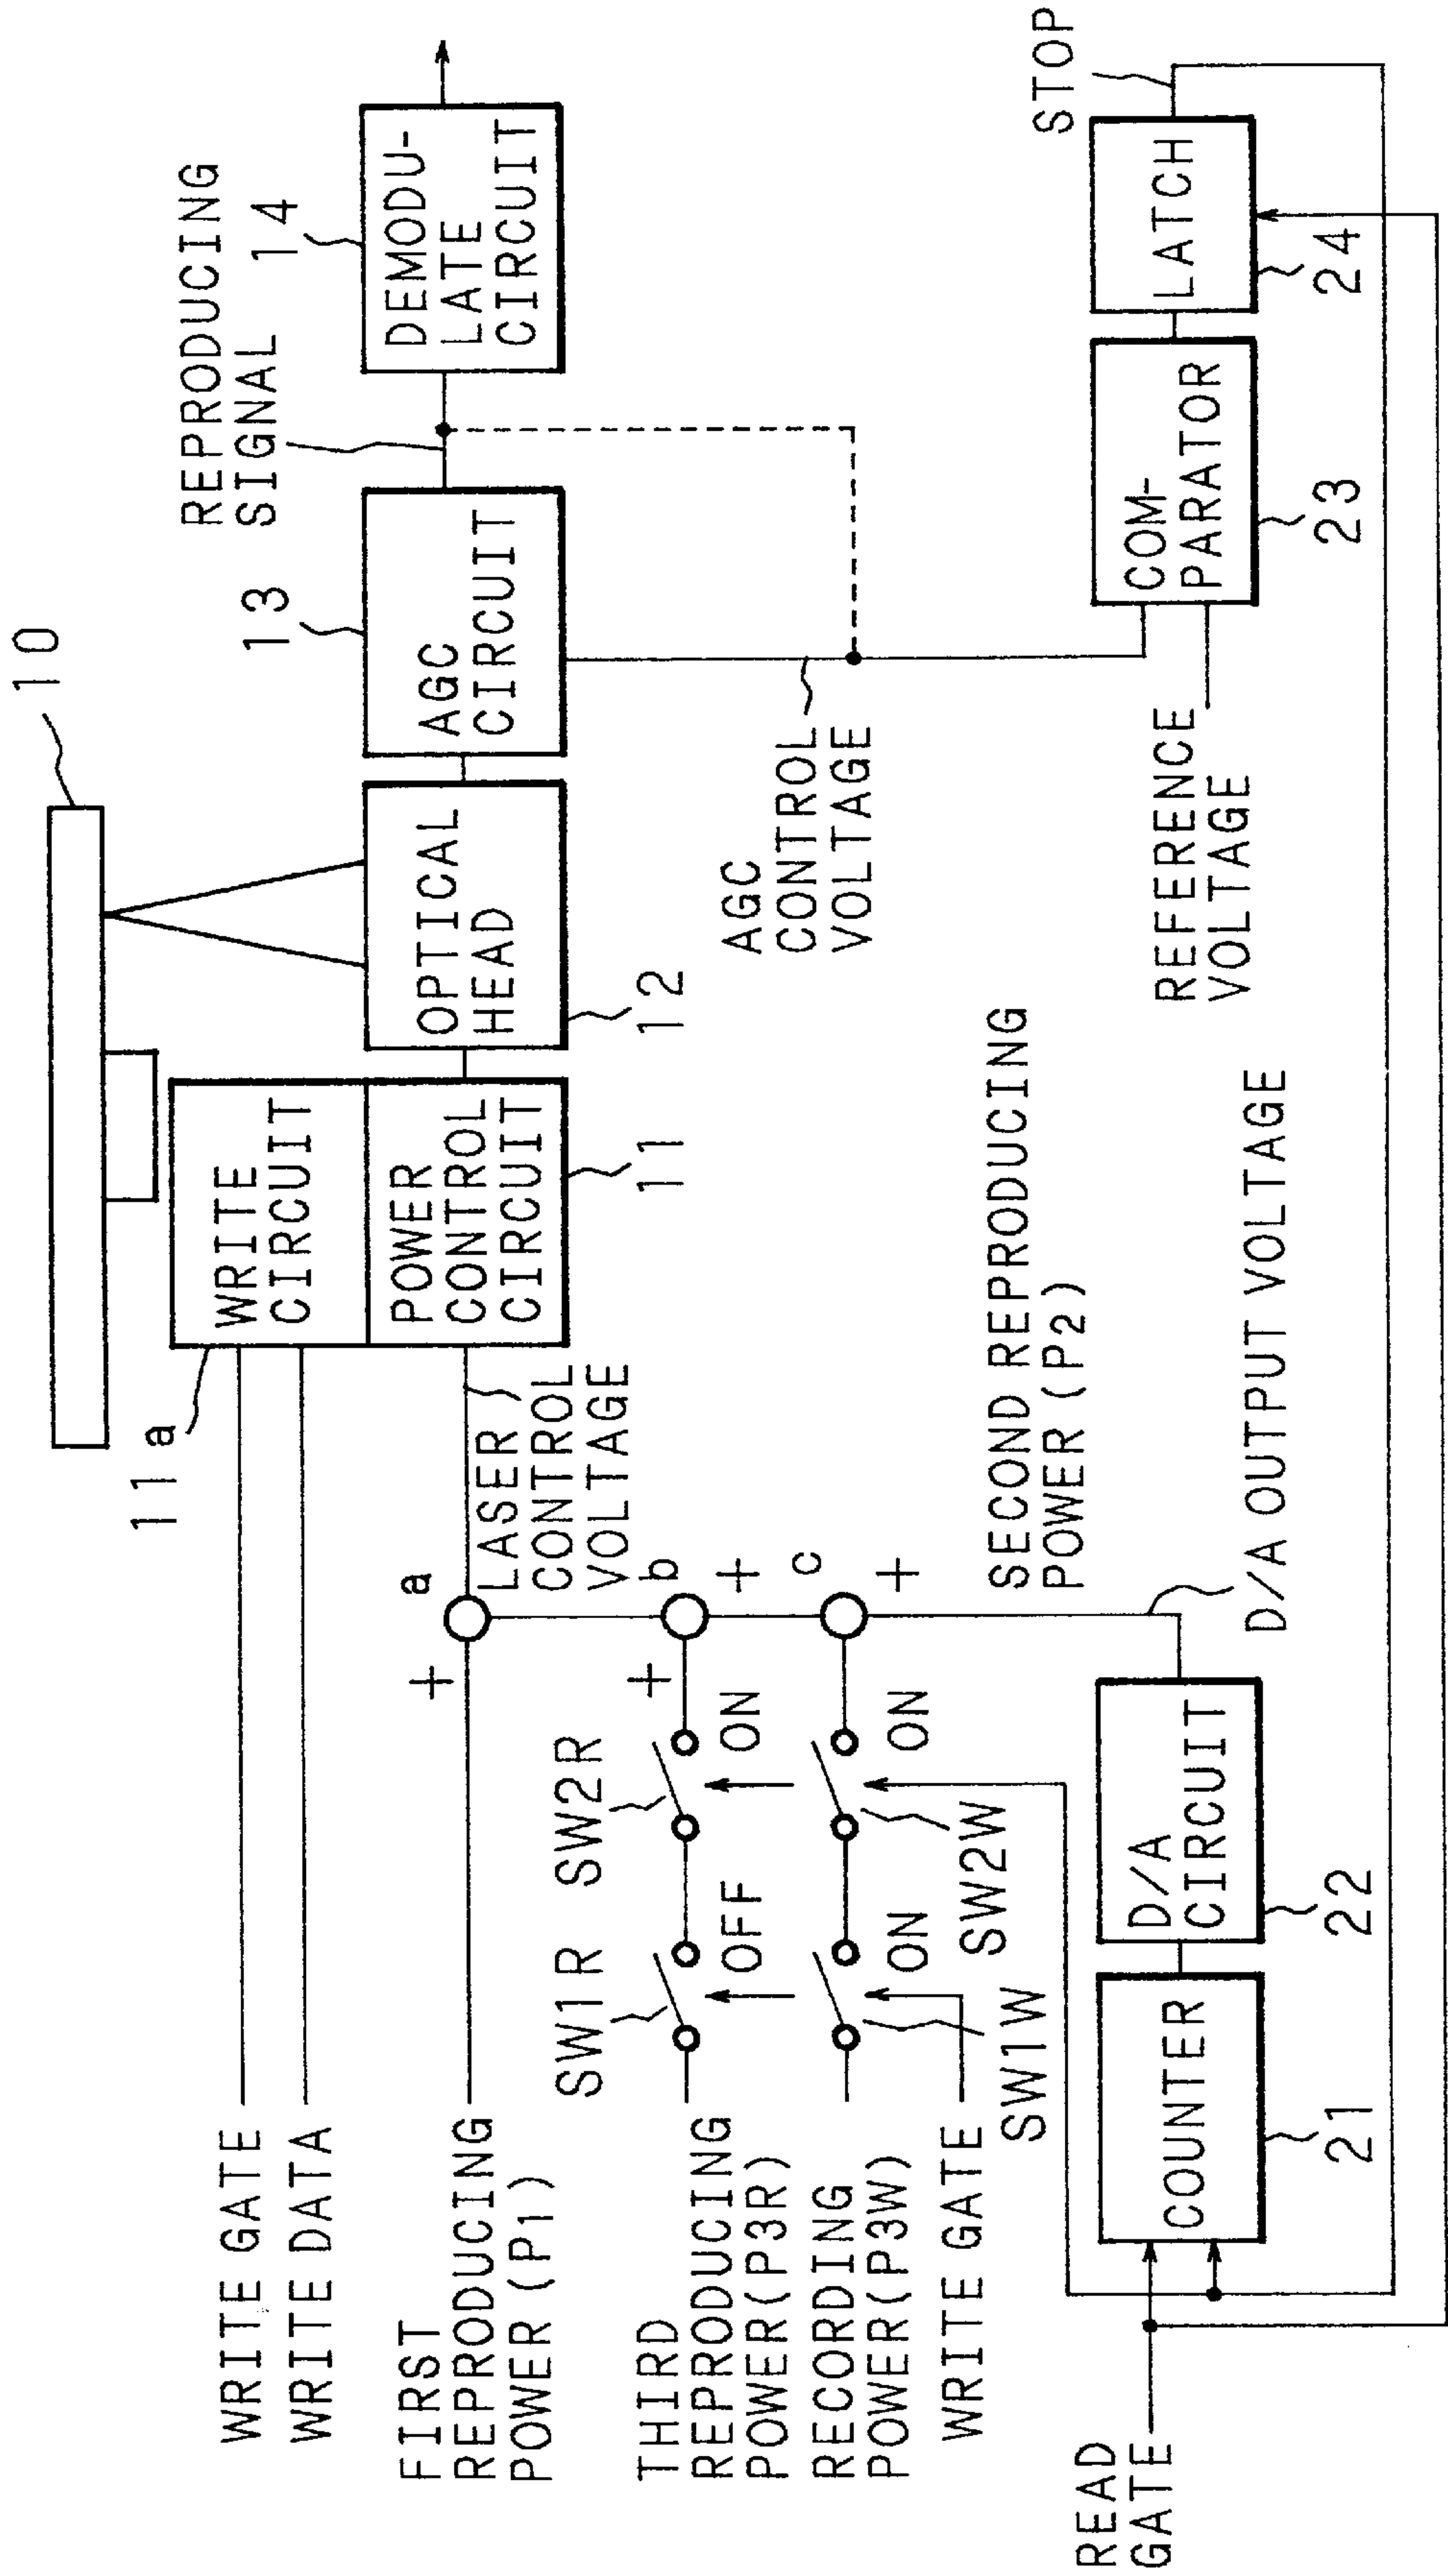 10
11a
WRITE GATE
WRITE DATA
WRITE
CIRCUIT
POWER
CONTROL
CIRCUIT
11
OPTICAL
HEAD
12
13
AGC
CIRCUIT
REPRODUCING
SIGNAL
14
DEMODU-
LATE
CIRCUIT
FIRST
REPRODUCING
POWER (P1)
+
a
LASER
CONTROL
VOLTAGE
AGC
CONTROL
VOLTAGE
THIRD
REPRODUCING
POWER(P3R)
SW1R
SW2R
OFF
ON
+
b
+
RECORDING
POWER(P3W)
ON
ON
c
+
WRITE GATE
SW1W
SW2W
SECOND REPRODUCING
POWER (P2)
REFERENCE
VOLTAGE
COM-
PARATOR
23
STOP
LATCH
24
READ
GATE
COUNTER
21
D/A
CIRCUIT
22
D/A OUTPUT VOLTAGE